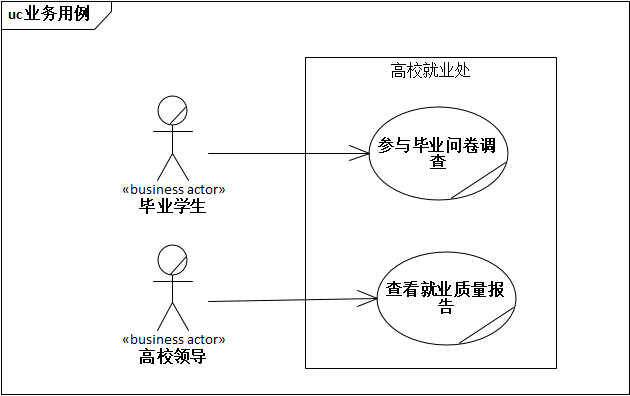 uc业务用例
高校就业处
参与毕业问卷调
查
«business actor»
毕业学生
查看就业质量报
告
«business actor»
高校领导